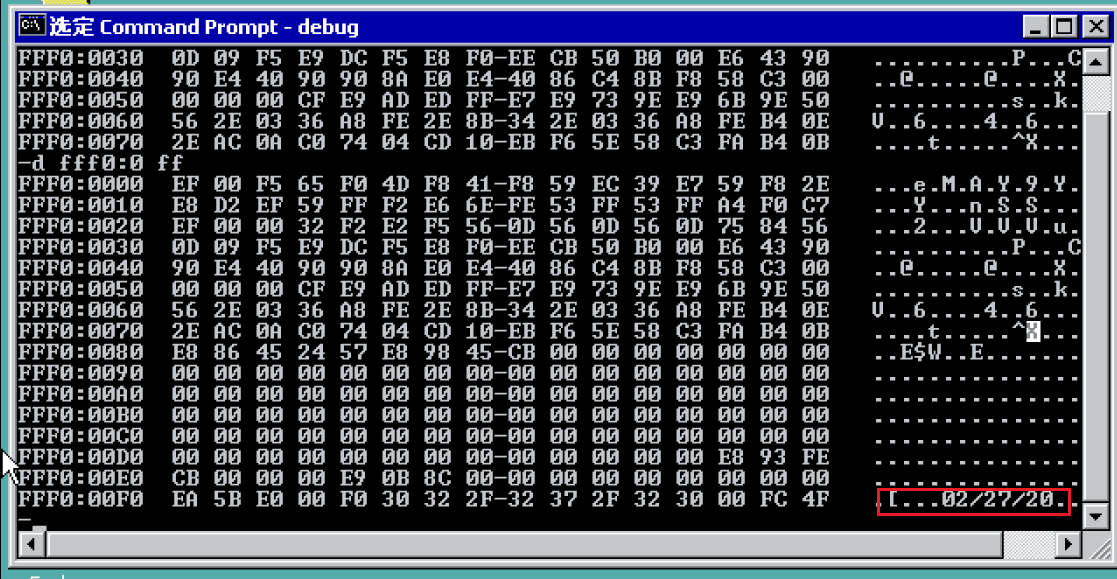 选定 Command Prompt - debug
FFF0:0030 0D 09 F5 E9 DC F5 E8 F0-EE CB 50 B0 00 E6 43 90 ..........P...C.
FFF0:0040 90 E4 40 90 90 8A E0 E4-40 86 C4 8B F8 58 C3 00 ..@.....@....X..
FFF0:0050 00 00 00 CF E9 AD ED FF-E7 E9 73 9E E9 6B 9E 50 ..........s..k.
FFF0:0060 56 2E 03 36 A8 FE 2E 8B-34 2E 03 36 A8 FE B4 0E V..6....4..6...
FFF0:0070 2E AC 0A C0 74 04 CD 10-EB F6 5E 58 C3 FA B4 0B ....t.....^X....
-d fff0:0 ff
FFF0:0000 EF 00 F5 65 F0 4D F8 41-F8 59 EC 39 E7 59 F8 2E ...e.M.A.Y.9.Y.
FFF0:0010 E8 D2 EF 59 FF F2 E6 6E-FE 53 FF 53 FF A4 F0 C7 ...Y...n.S.S....
FFF0:0020 EF 00 00 32 F2 E2 F5 56-0D 56 0D 56 0D 75 84 56 ...2...V.V.V.u.
FFF0:0030 0D 09 F5 E9 DC F5 E8 F0-EE CB 50 B0 00 E6 43 90 ..........P...C
FFF0:0040 90 E4 40 90 90 8A E0 E4-40 86 C4 8B F8 58 C3 00 ..@.....@....X.
FFF0:0050 00 00 00 CF E9 AD ED FF-E7 E9 73 9E E9 6B 9E 50 ..........s..k.
FFF0:0060 56 2E 03 36 A8 FE 2E 8B-34 2E 03 36 A8 FE B4 0E V..6....4..6...
FFF0:0070 2E AC 0A C0 74 04 CD 10-EB F6 5E 58 C3 FA B4 0B ....t.....^X...
FFF0:0080 E8 86 45 24 57 E8 98 45-CB 00 00 00 00 00 00 00 ..E$W..E.......
FFF0:0090 00 00 00 00 00 00 00 00-00 00 00 00 00 00 00 00 ...............
FFF0:00A0 00 00 00 00 00 00 00 00-00 00 00 00 00 00 00 00 ...............
FFF0:00B0 00 00 00 00 00 00 00 00-00 00 00 00 00 00 00 00 ...............
FFF0:00C0 00 00 00 00 00 00 00 00-00 00 00 00 00 00 00 00 ...............
FFF0:00D0 00 00 00 00 00 00 00 00-00 00 00 00 00 E8 93 FE ...............
FFF0:00E0 CB 00 00 00 E9 0B 8C 00-00 00 00 00 00 00 00 00 ...............
FFF0:00F0 EA 5B E0 00 F0 30 32 2F-32 37 2F 32 30 00 FC 4F .[...02/27/20..
-